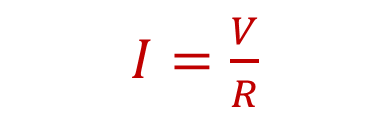 I = V/R